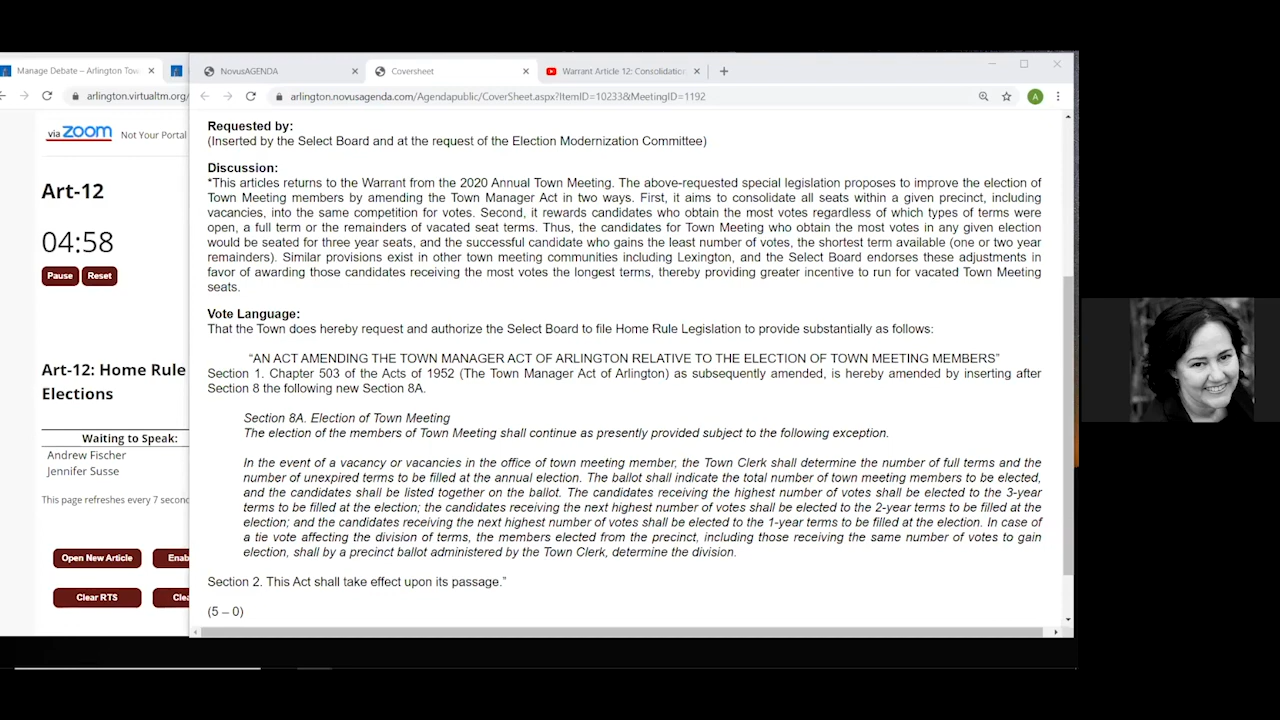 Manage Debate – Arlington Tow
NovusAGENDA
Coversheet
Warrant Article 12: Consolidation
arlington.virtualtm.org/
arlington.novusagenda.com/Agendapublic/CoverSheet.aspx?ItemID=10233&MeetingID=1192
A
via zoom Not Your Portal
Art-12
04:58
Pause
Reset
Art-12: Home Rule
Elections
Waiting to Speak:
Andrew Fischer
Jennifer Susse
This page refreshes every 7 second
Open New Article
Enab
Clear RTS
Cle
Requested by:
(Inserted by the Select Board and at the request of the Election Modernization Committee)
Discussion:
*This articles returns to the Warrant from the 2020 Annual Town Meeting. The above-requested special legislation proposes to improve the election of
Town Meeting members by amending the Town Manager Act in two ways. First, it aims to consolidate all seats within a given precinct, including
vacancies, into the same competition for votes. Second, it rewards candidates who obtain the most votes regardless of which types of terms were
open, a full term or the remainders of vacated seat terms. Thus, the candidates for Town Meeting who obtain the most votes in any given election
would be seated for three year seats, and the successful candidate who gains the least number of votes, the shortest term available (one or two year
remainders). Similar provisions exist in other town meeting communities including Lexington, and the Select Board endorses these adjustments in
favor of awarding those candidates receiving the most votes the longest terms, thereby providing greater incentive to run for vacated Town Meeting
seats.
Vote Language:
That the Town does hereby request and authorize the Select Board to file Home Rule Legislation to provide substantially as follows:
“AN ACT AMENDING THE TOWN MANAGER ACT OF ARLINGTON RELATIVE TO THE ELECTION OF TOWN MEETING MEMBERS”
Section 1. Chapter 503 of the Acts of 1952 (The Town Manager Act of Arlington) as subsequently amended, is hereby amended by inserting after
Section 8 the following new Section 8A.
Section 8A. Election of Town Meeting
The election of the members of Town Meeting shall continue as presently provided subject to the following exception.
In the event of a vacancy or vacancies in the office of town meeting member, the Town Clerk shall determine the number of full terms and the
number of unexpired terms to be filled at the annual election. The ballot shall indicate the total number of town meeting members to be elected,
and the candidates shall be listed together on the ballot. The candidates receiving the highest number of votes shall be elected to the 3-year
terms to be filled at the election; the candidates receiving the next highest number of votes shall be elected to the 2-year terms to be filled at the
election; and the candidates receiving the next highest number of votes shall be elected to the 1-year terms to be filled at the election. In case of
a tie vote affecting the division of terms, the members elected from the precinct, including those receiving the same number of votes to gain
election, shall by a precinct ballot administered by the Town Clerk, determine the division.
Section 2. This Act shall take effect upon its passage.”
(5 – 0)